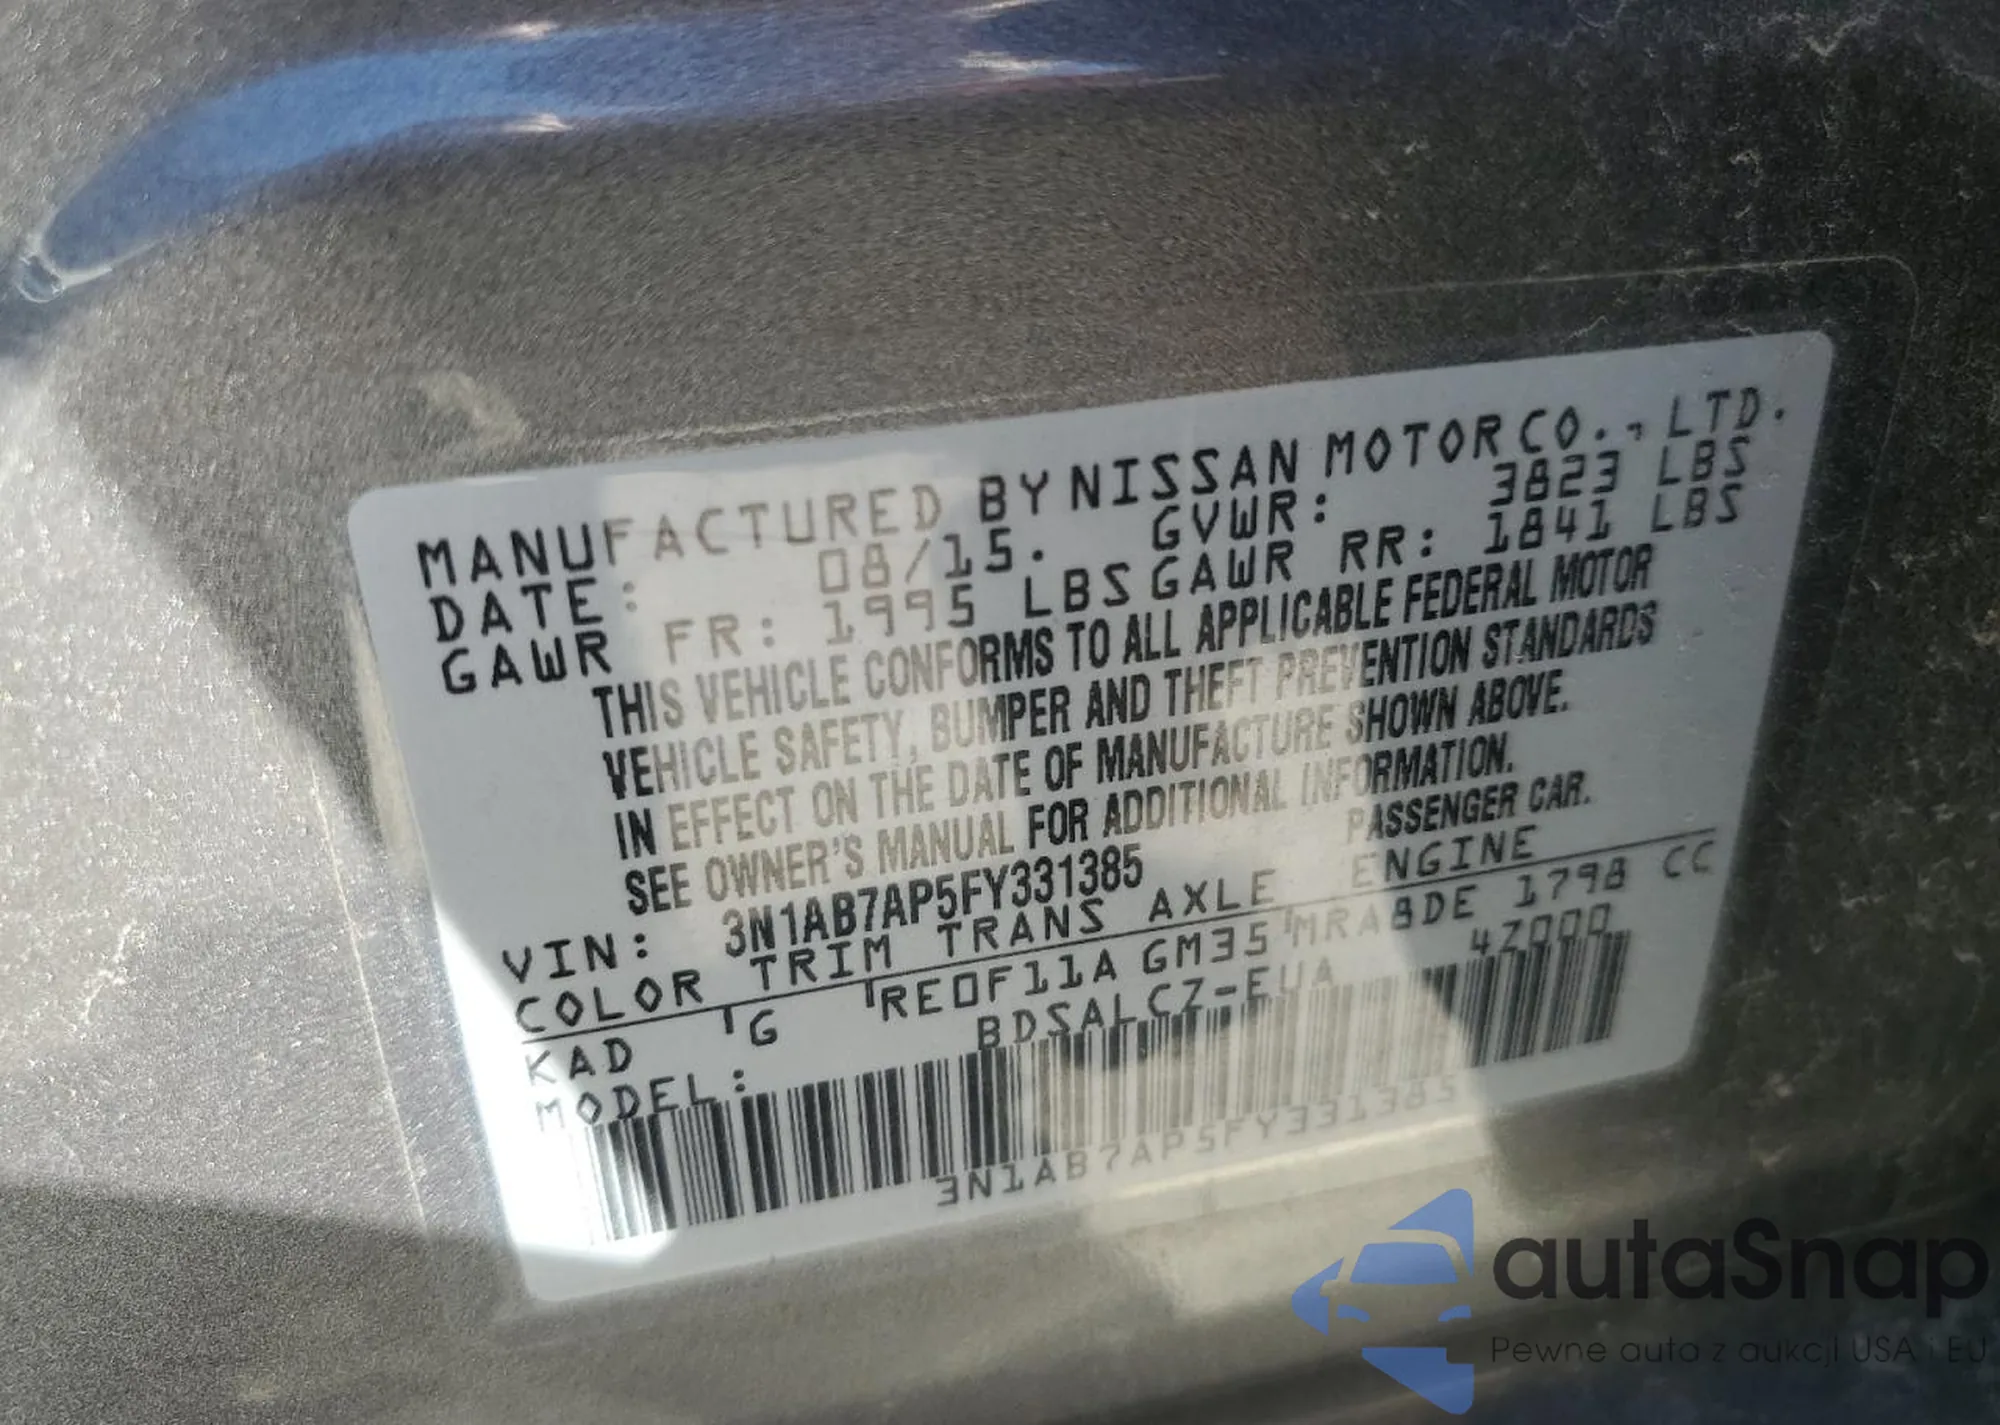 MANUFACTURED BY NISSAN MOTOR CO., LTD.
DATE: 08/15. GVWR: 3823 LBS
GAWR FR: 1995 LBS GAWR RR: 1841 LBS
THIS VEHICLE CONFORMS TO ALL APPLICABLE FEDERAL MOTOR
VEHICLE SAFETY, BUMPER AND THEFT PREVENTION STANDARDS
IN EFFECT ON THE DATE OF MANUFACTURE SHOWN ABOVE.
SEE OWNER'S MANUAL FOR ADDITIONAL INFORMATION.
VIN: 3N1AB7AP5FY331385 PASSENGER CAR.
COLOR TRIM TRANS AXLE ENGINE
KAD G RE0F11A GM35 MRA8DE 1798 CC
MODEL: BDSALCZ-EUA 4Z000
3N1AB7AP5FY331385
autaSnap
Pewne auta z aukcji USA i EU